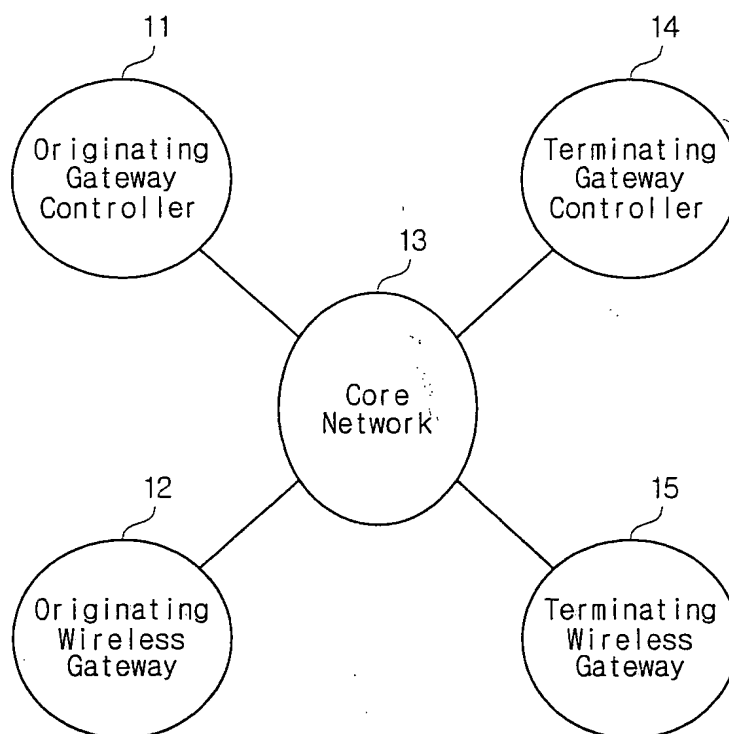 11
14
Originating
Gateway
Controller
Terminating
Gateway
Controller
13
Core
Network
12
15
Originating
Wireless
Gateway
Terminating
Wireless
Gateway